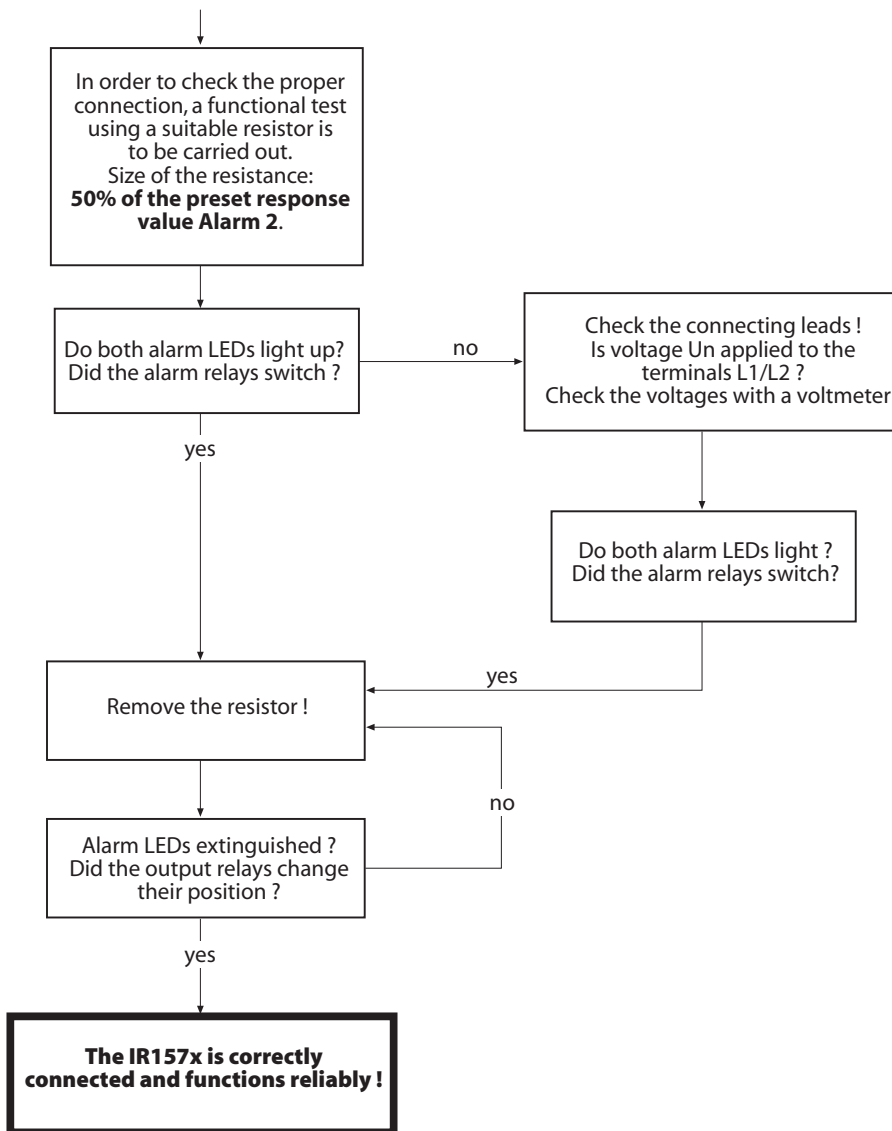 In order to check the proper
connection, a functional test
using a suitable resistor is
to be carried out.
Size of the resistance:
50% of the preset response
value Alarm 2.
Do both alarm LEDs light up?
Did the alarm relays switch ?
no
Check the connecting leads !
Is voltage Un applied to the
terminals L1/L2 ?
Check the voltages with a voltmeter
yes
Do both alarm LEDs light ?
Did the alarm relays switch?
yes
Remove the resistor !
no
Alarm LEDs extinguished ?
Did the output relays change
their position ?
yes
The IR157x is correctly
connected and functions reliably !